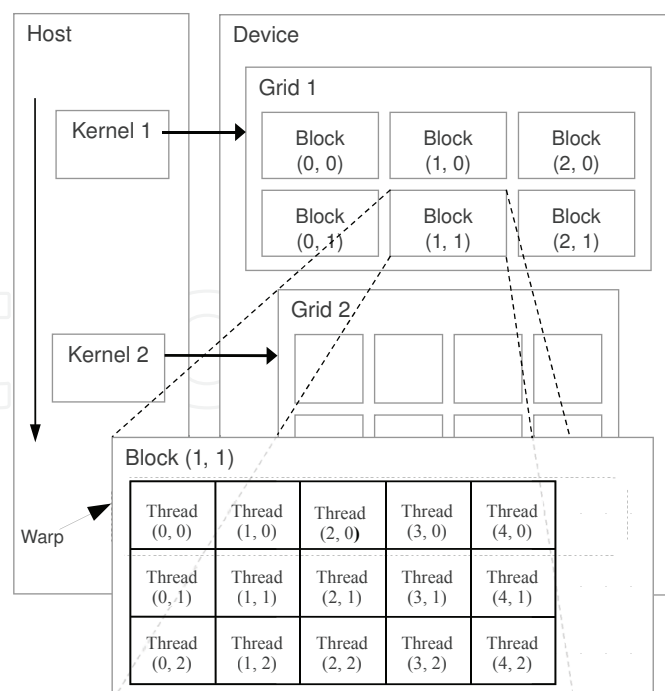 Host
Device
Grid 1
Kernel 1
Block
(0, 0)
Block
(1, 0)
Block
(2, 0)
Block
(0, 1)
Block
(1, 1)
Block
(2, 1)
Grid 2
Kernel 2
Block (1, 1)
Warp
Thread
(0, 0)
Thread
(1, 0)
Thread
(2, 0)
Thread
(3, 0)
Thread
(4, 0)
Thread
(0, 1)
Thread
(1, 1)
Thread
(2, 1)
Thread
(3, 1)
Thread
(4, 1)
Thread
(0, 2)
Thread
(1, 2)
Thread
(2, 2)
Thread
(3, 2)
Thread
(4, 2)